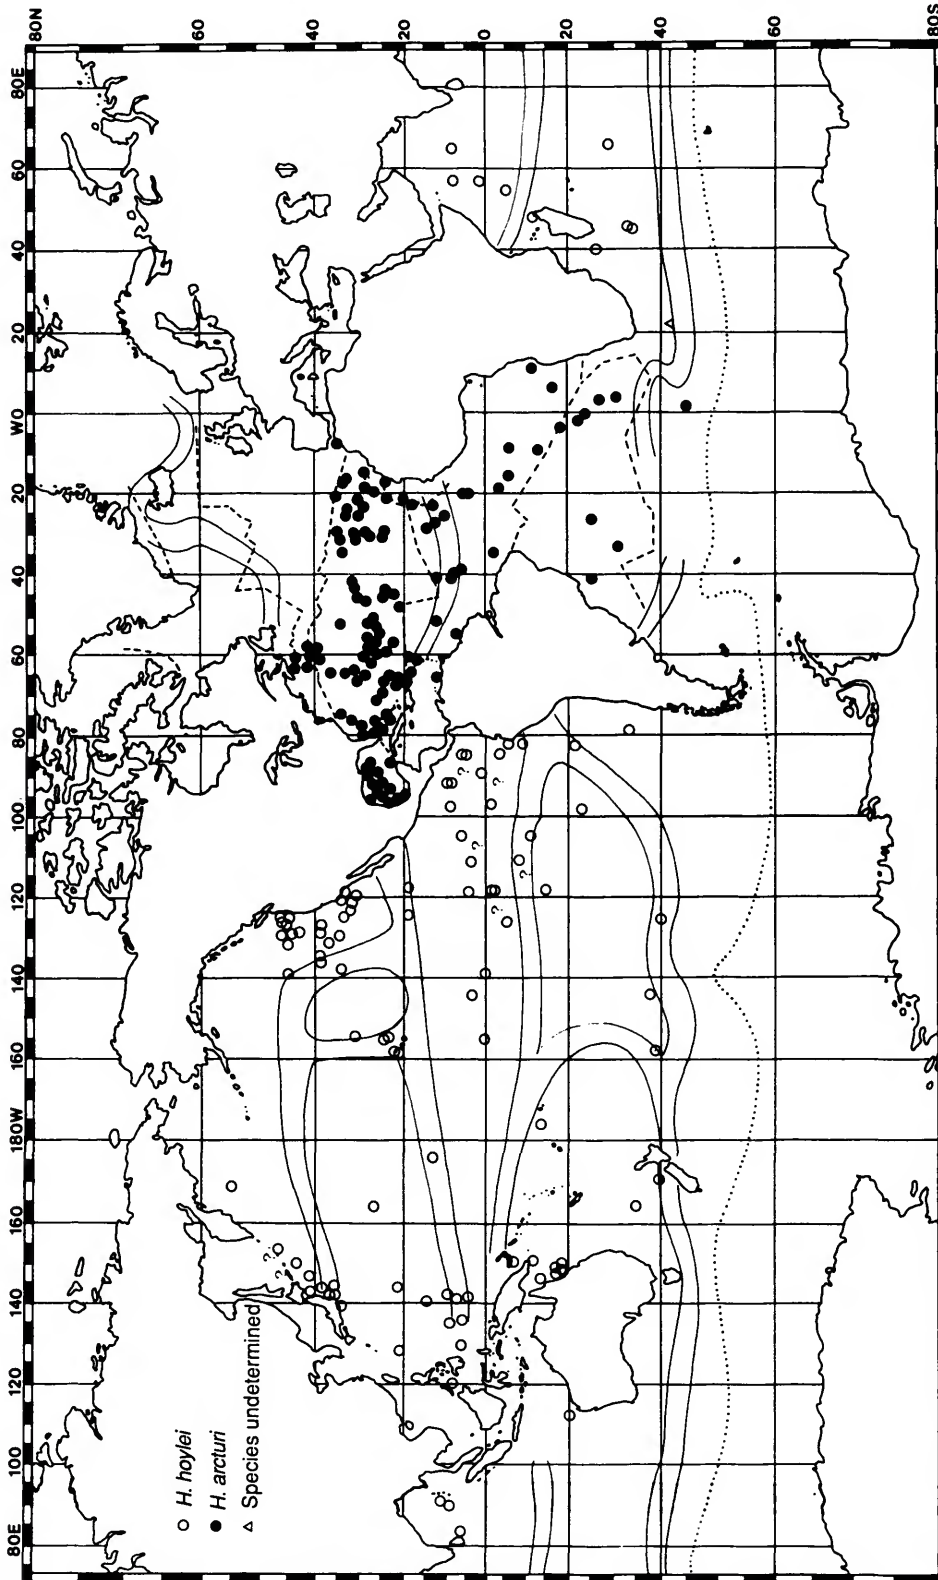 80E 100 120 140 160 180W 160 140 120 100 80 60 40 20 W0 20 40 60 80E
80N
60
40
20
0
20
40
60
80S
○ H. hoylei
● H. arcturi
△ Species undetermined
? ? ? ? ? ? ?